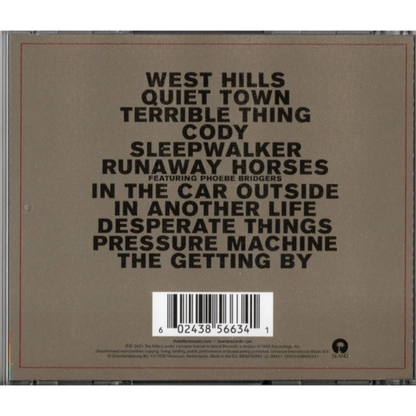 WEST HILLS
QUIET TOWN
TERRIBLE THING
CODY
SLEEPWALKER
RUNAWAY HORSES
FEATURING PHOEBE BRIDGERS
IN THE CAR OUTSIDE
IN ANOTHER LIFE
DESPERATE THINGS
PRESSURE MACHINE
THE GETTING BY
6 02438 56634 1
ISLAND